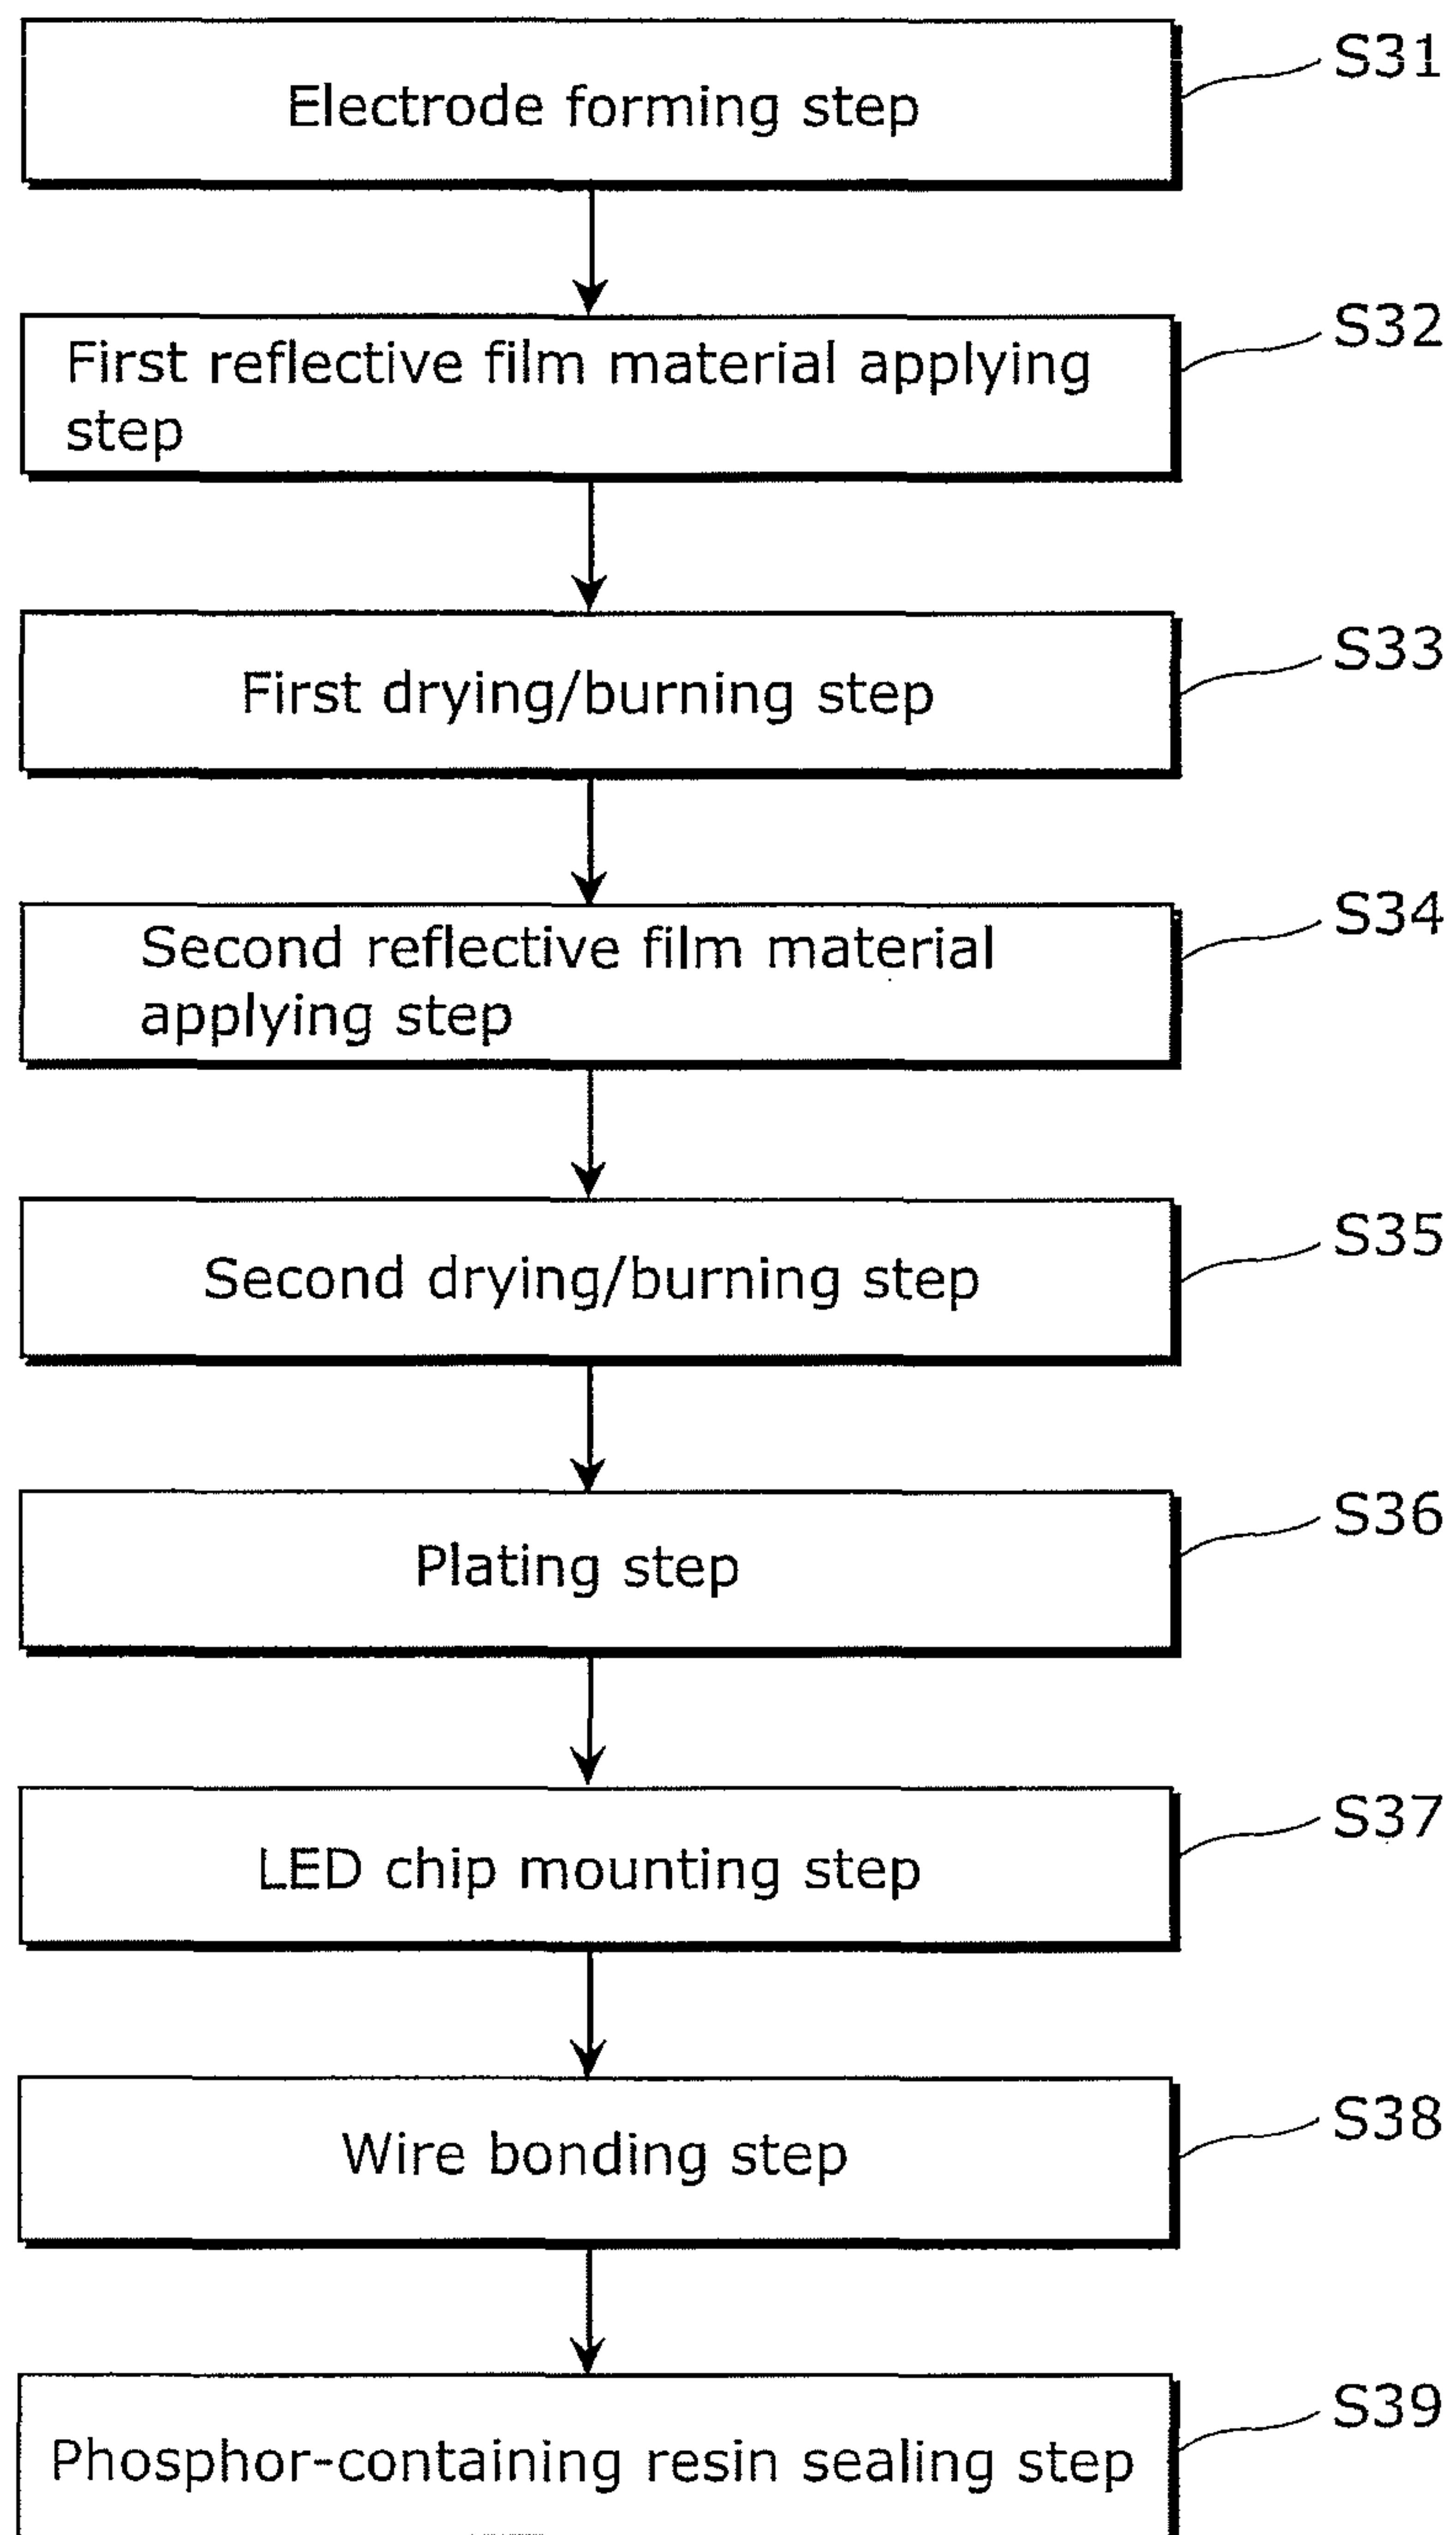 Electrode forming step
S31
First reflective film material applying
step
S32
First drying/burning step
S33
Second reflective film material
applying step
S34
Second drying/burning step
S35
Plating step
S36
LED chip mounting step
S37
Wire bonding step
S38
Phosphor-containing resin sealing step
S39